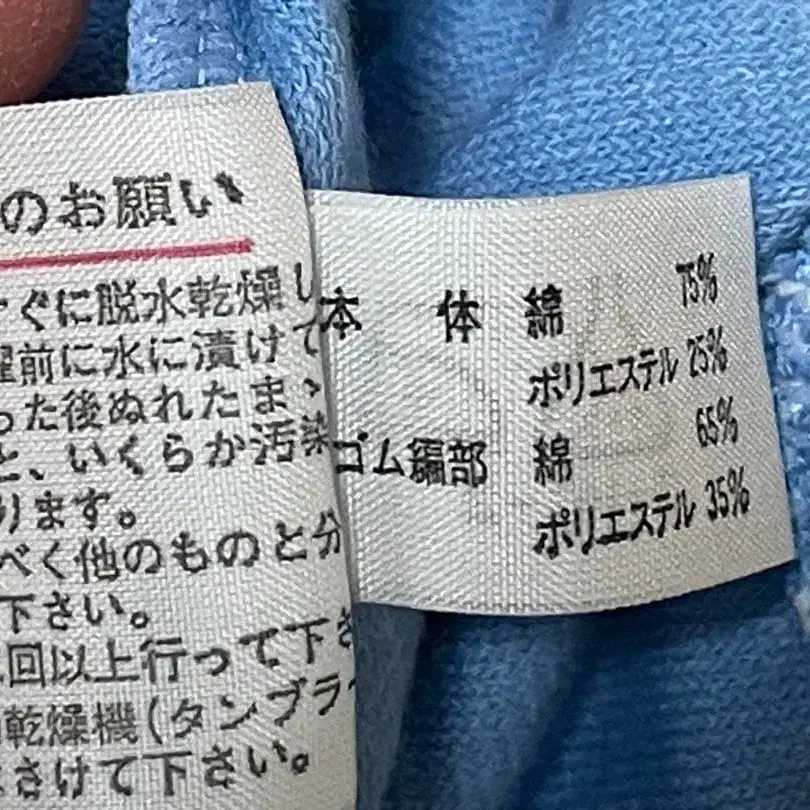 のお願い
ぐに脱水乾燥し
前に水に漬けて
った後ぬれたまゝ
と、いくらか汚染
ります。
べく他のものと分
下さい。
回以上行って下さ
乾燥機(タンブラー
さけて下さい。
本 体 綿 75%
ポリエステル 25%
ゴム編部 綿 65%
ポリエステル 35%